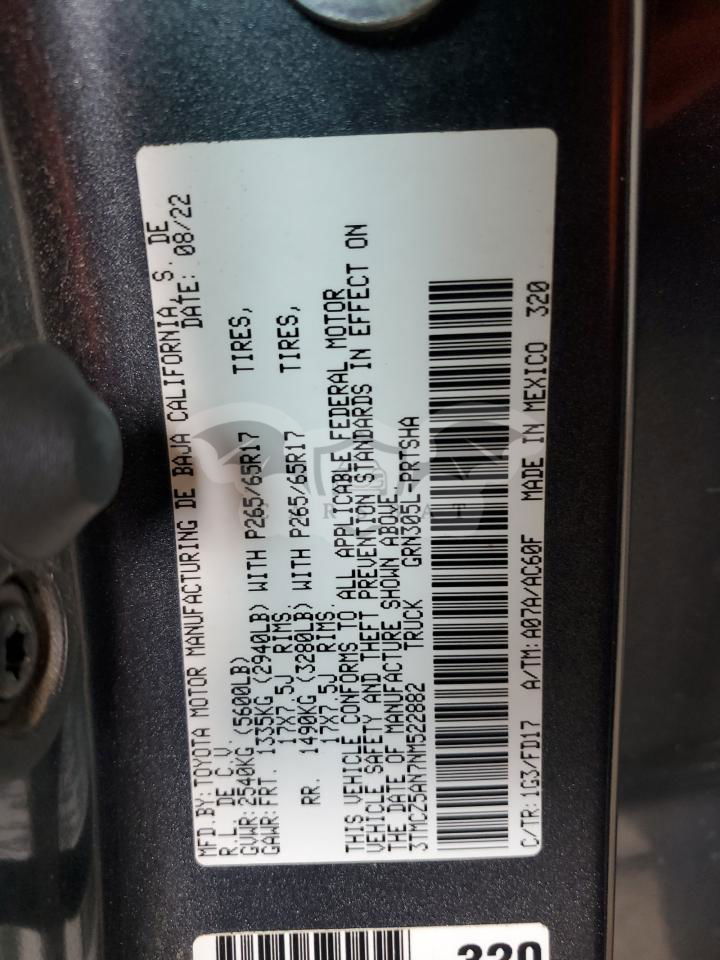 MFD.BY: TOYOTA MOTOR MANUFACTURING DE BAJA CALIFORNIA, S. DE
R.L. DE C.V. DATE: 08/22
GVWR: 2540KG (5600LB)
GAWR: FRT. 1335KG (2940LB) WITH P265/65R17 TIRES,
17X7.5J RIMS.
RR. 1490KG (3280LB) WITH P265/65R17 TIRES,
17X7.5J RIMS.
THIS VEHICLE CONFORMS TO ALL APPLICABLE FEDERAL MOTOR
VEHICLE SAFETY AND THEFT PREVENTION STANDARDS IN EFFECT ON
THE DATE OF MANUFACTURE SHOWN ABOVE.
3TMCZ5AN7NM522882 TRUCK GRN305L-PRTSHA
C/TR: 1G3/FD17 A/TM: A07A/AC60F MADE IN MEXICO 320
320